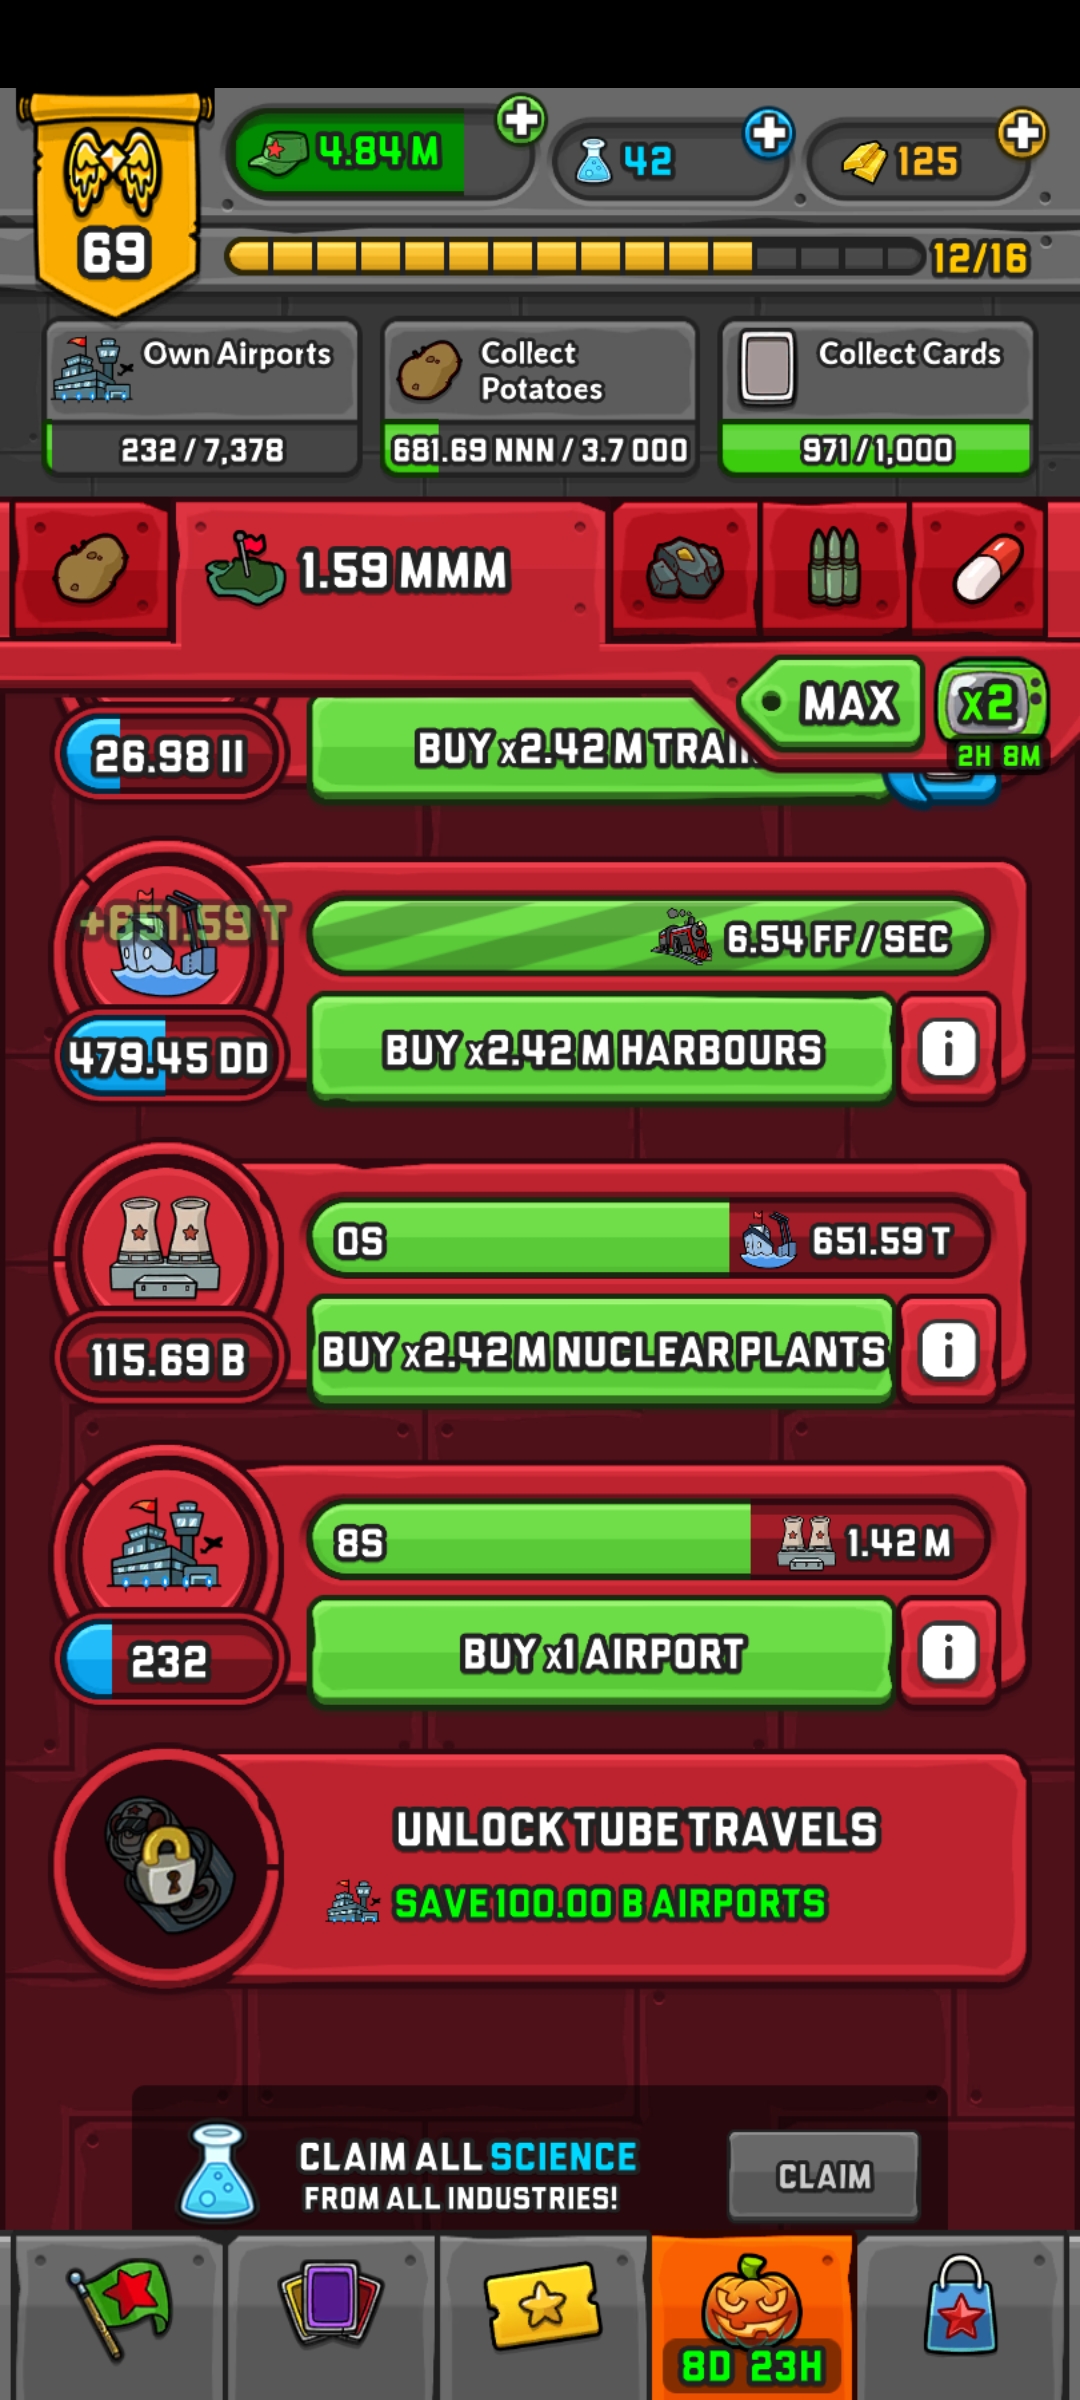 4.84 M
42
125
69
12/16
Own Airports
232 / 7,378
Collect
Potatoes
681.69 NNN / 3.7 OOO
Collect Cards
971 / 1,000
1.59 MMM
MAX
x2
2H 8M
26.98 II
BUY x2.42 M
+651.59 T
6.54 FF / SEC
479.45 DD
BUY x2.42 M HARBOURS
i
0S
651.59 T
115.69 B
BUY x2.42 M NUCLEAR PLANTS
i
8S
1.42 M
232
BUY x1 AIRPORT
i
UNLOCK TUBE TRAVELS
SAVE 100.00 B AIRPORTS
CLAIM ALL SCIENCE
FROM ALL INDUSTRIES!
CLAIM
8D 23H